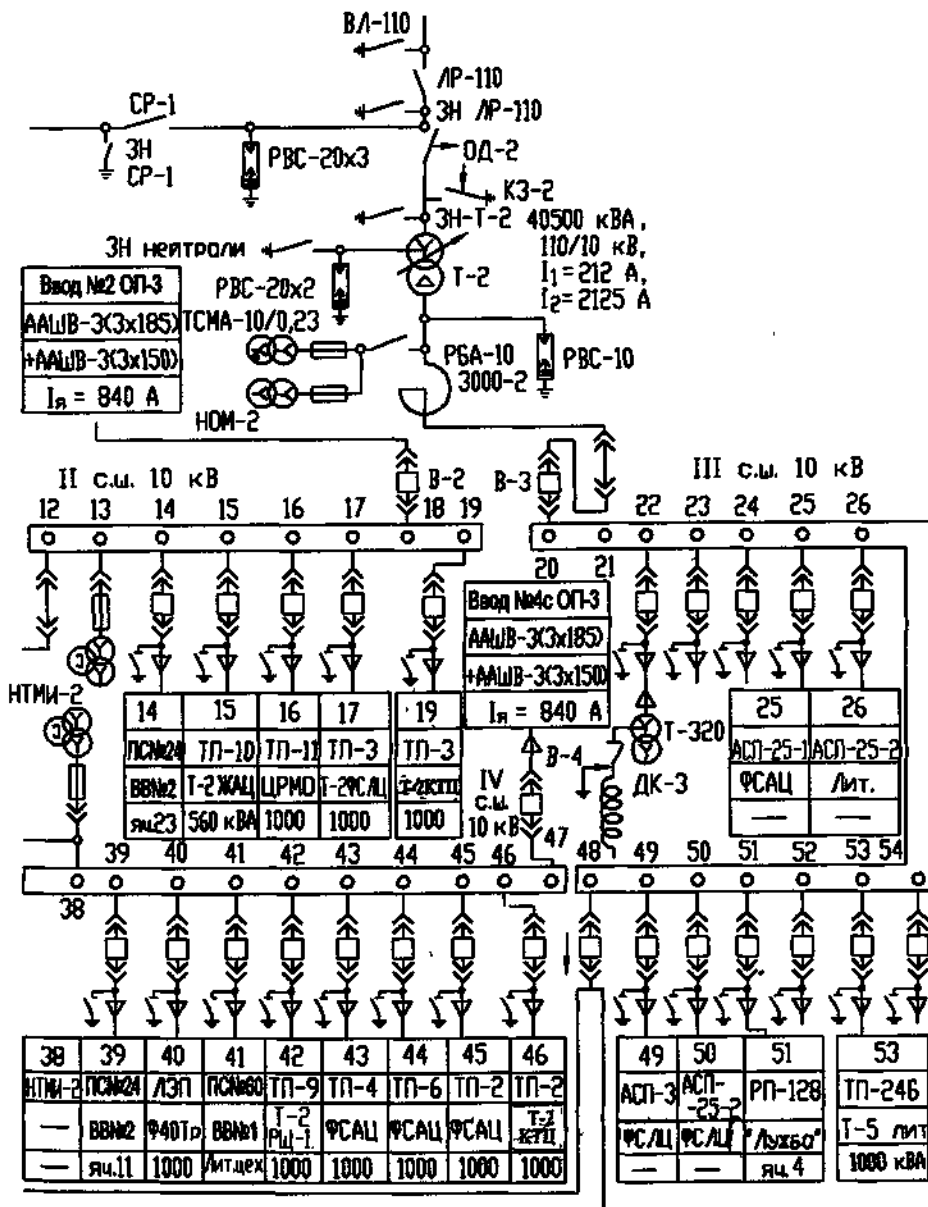 ВЛ-110
ЛР-110
СР-1
ЗН ЛР-110
ЗН
СР-1
РВС-20х3
ОД-2
КЗ-2
ЗН-Т-2
40500 кВА,
110/10 кВ,
I₁=212 А,
I₂=2125 А
ЗН нейтрали
РВС-20х2
Т-2
Ввод №2 ОП-3
ААШВ-3(3х185)
+ААШВ-3(3х150)
Iя = 840 А
ТСМА-10/0,23
РБА-10
3000-2
РВС-10
НОМ-2
II с.ш. 10 кВ
В-2
В-3
III с.ш. 10 кВ
12 13 14 15 16 17 18 19
20 21 22 23 24 25 26
Ввод №4с ОП-3
ААШВ-3(3х185)
+ААШВ-3(3х150)
Iя = 840 А
НТМИ-2
14 15 16 17 19
ПС№24 ТП-10 ТП-11 ТП-3 ТП-3
ВВ№2 Т-2 ЖАЦ ЦРМО Т-2ФСЛЦ Т-2КТЦ
яч.23 560 кВА 1000 1000 1000
В-4
Т-320
ДК-3
25 26
АСП-25-1 АСП-25-2
ФСАЦ Лит.
— —
IV
с.ш.
10 кВ
38 39 40 41 42 43 44 45 46 47
48 49 50 51 52 53 54
38 39 40 41 42 43 44 45 46
НТМИ-2 ПС№24 ЛЭП ПС№60 ТП-9 ТП-4 ТП-6 ТП-2 ТП-2
— ВВ№2 Ф40Тр ВВ№1 Т-2 РЩ-1 ФСАЦ ФСАЦ ФСАЦ КТЦ
— яч.11 1000 Лит.цех 1000 1000 1000 1000 1000
49 50 51
АСП-3 АСП-25-2 РП-128
ФСЛЦ ФСЛЦ "Лужбо"
— — яч.4
53
ТП-24Б
Т-5 лит
1000 кВА